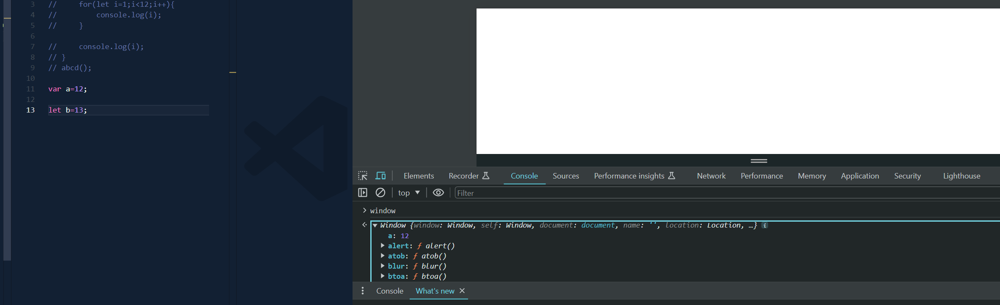 3 //     for(let i=1;i<12;i++){
4 //         console.log(i);
5 //     }
6
7 //     console.log(i);
8 // }
9 // abcd();
10
11 var a=12;
12
13 let b=13;
Elements Recorder Console Sources Performance insights Network Performance Memory Application Security Lighthouse
top Filter
window
Window {window: Window, self: Window, document: document, name: '', location: Location, …} i
a: 12
alert: ƒ alert()
atob: ƒ atob()
blur: ƒ blur()
btoa: ƒ btoa()
Console What's new